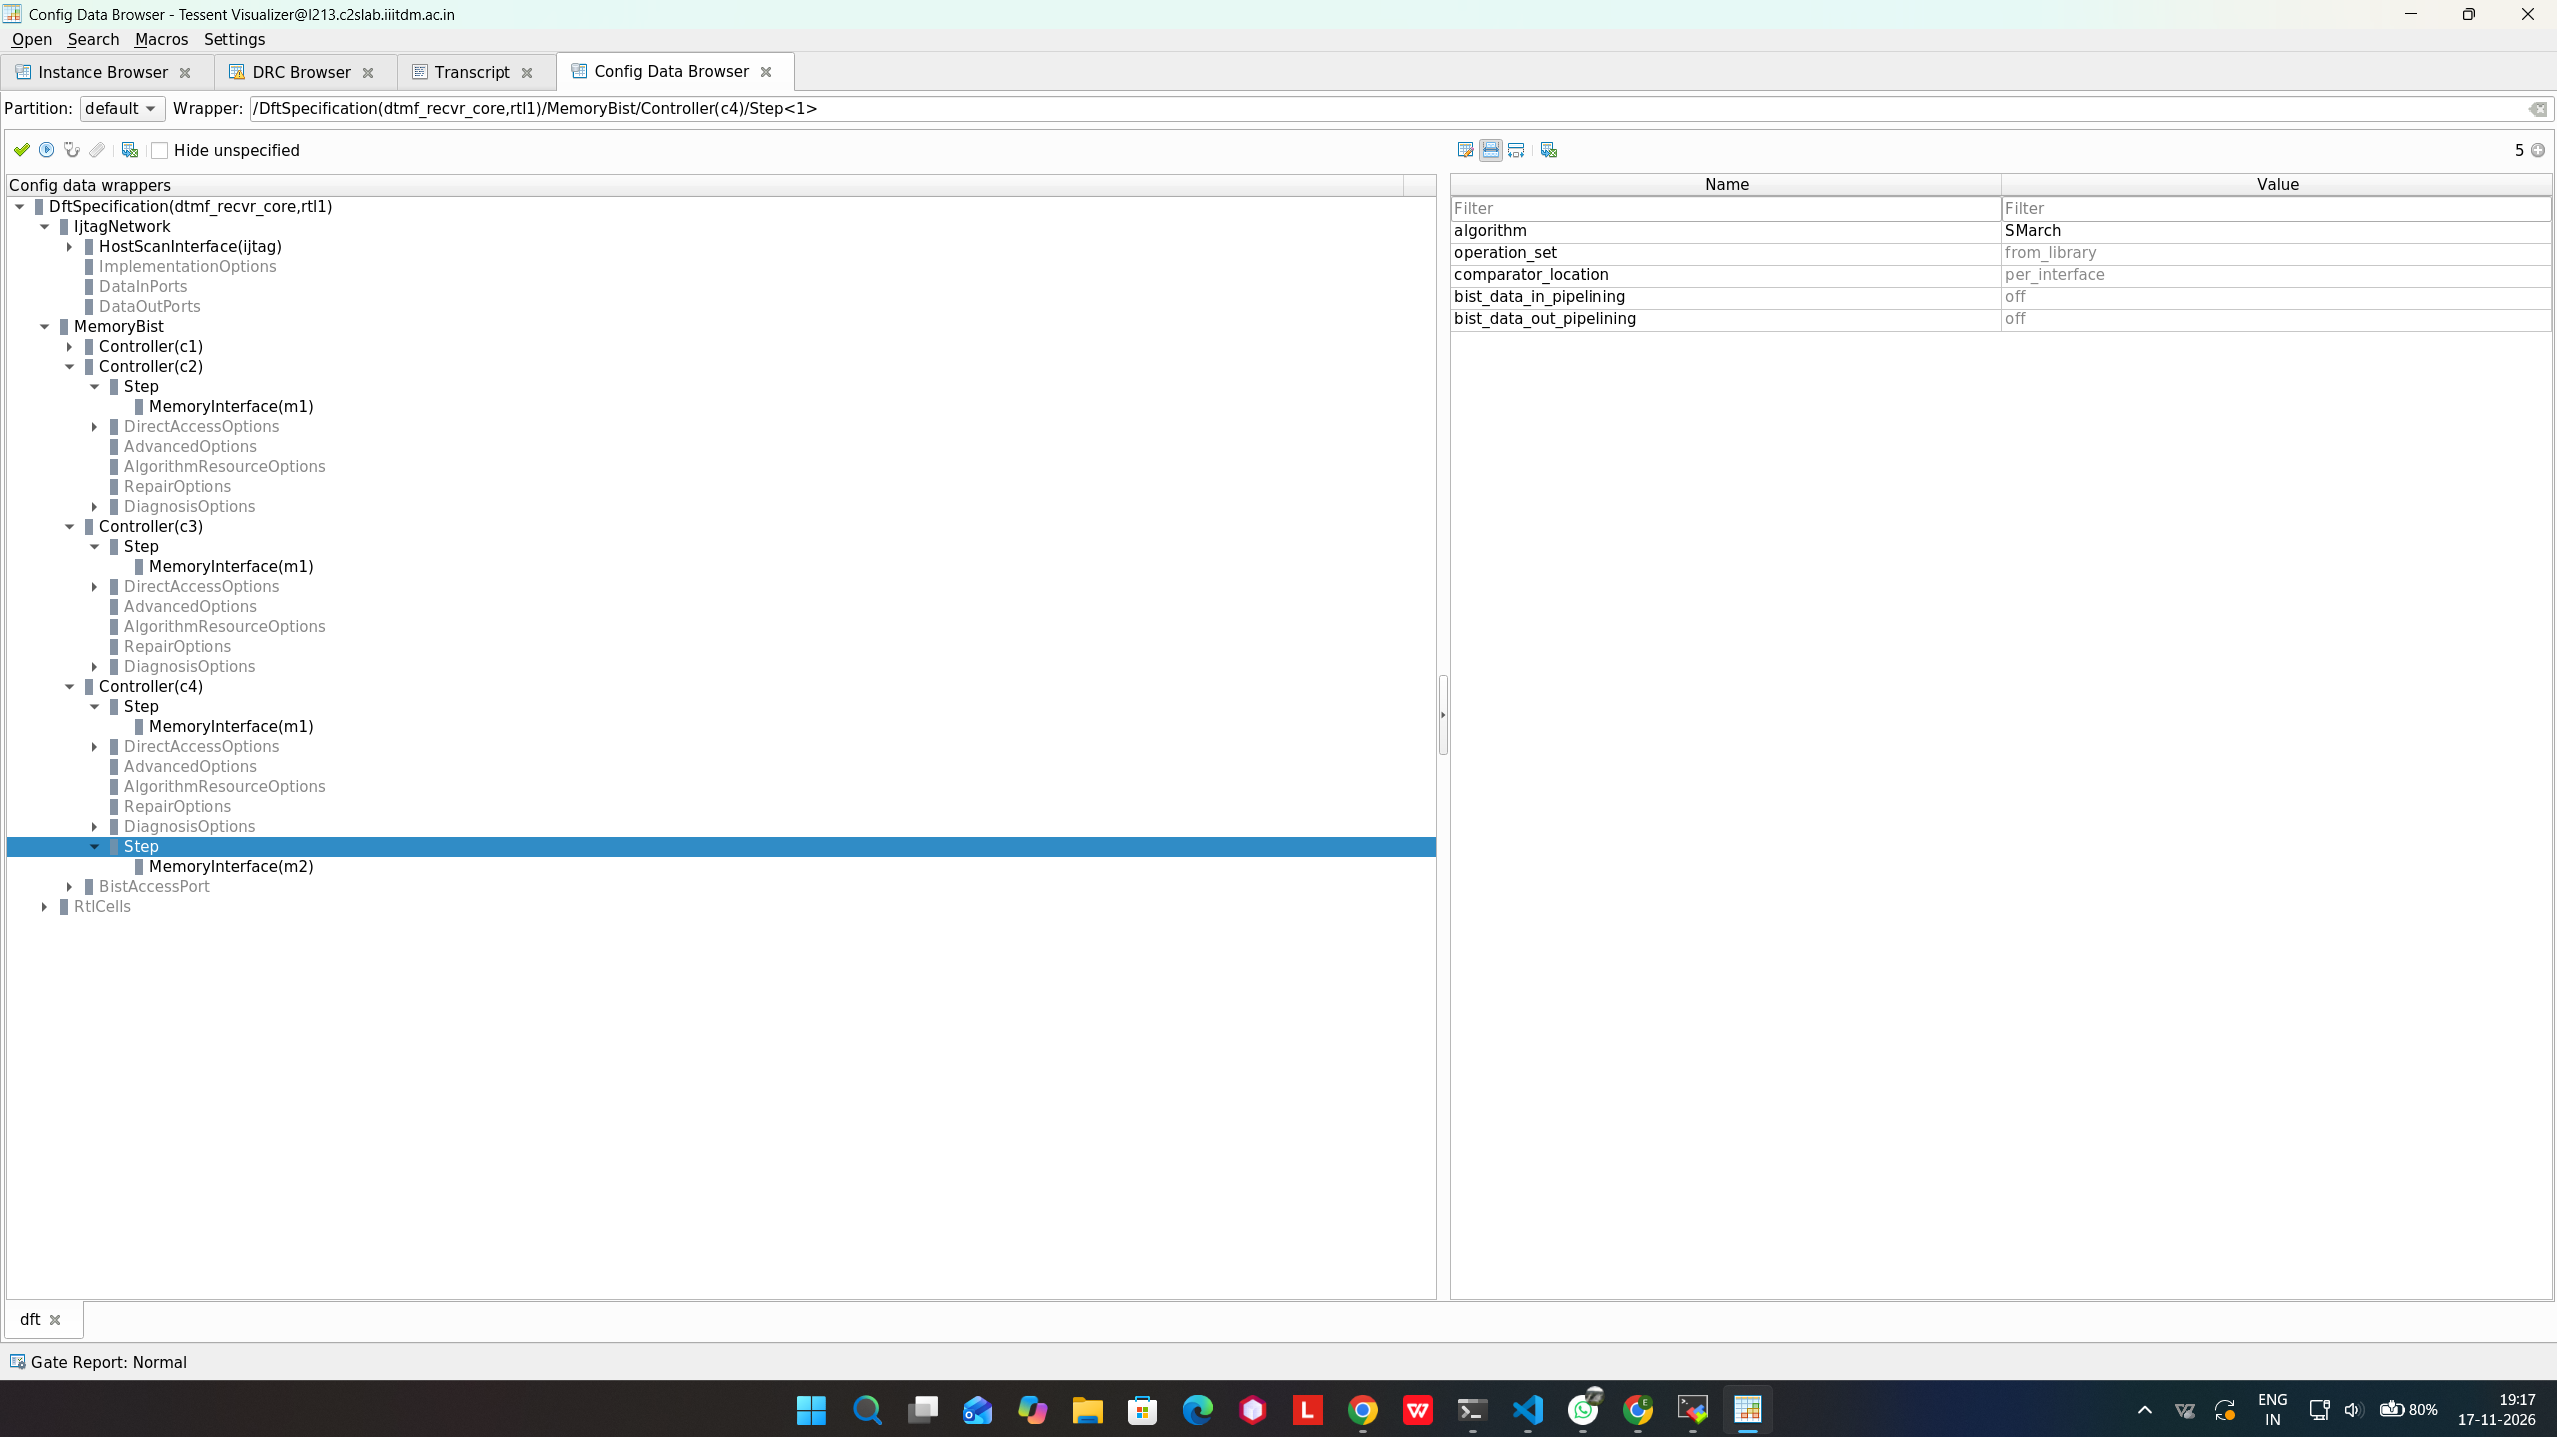 Config Data Browser - Tessent Visualizer@l213.c2slab.iiitdm.ac.in
Open Search Macros Settings
Instance Browser DRC Browser Transcript Config Data Browser
Partition: default Wrapper: /DftSpecification(dtmf_recvr_core,rtl1)/MemoryBist/Controller(c4)/Step<1>
Hide unspecified
Config data wrappers
DftSpecification(dtmf_recvr_core,rtl1)
IjtagNetwork
HostScanInterface(ijtag)
ImplementationOptions
DataInPorts
DataOutPorts
MemoryBist
Controller(c1)
Controller(c2)
Step
MemoryInterface(m1)
DirectAccessOptions
AdvancedOptions
AlgorithmResourceOptions
RepairOptions
DiagnosisOptions
Controller(c3)
Step
MemoryInterface(m1)
DirectAccessOptions
AdvancedOptions
AlgorithmResourceOptions
RepairOptions
DiagnosisOptions
Controller(c4)
Step
MemoryInterface(m1)
DirectAccessOptions
AdvancedOptions
AlgorithmResourceOptions
RepairOptions
DiagnosisOptions
Step
MemoryInterface(m2)
BistAccessPort
RtlCells
5
Name Value
Filter Filter
algorithm SMarch
operation_set from_library
comparator_location per_interface
bist_data_in_pipelining off
bist_data_out_pipelining off
dft
Gate Report: Normal
ENG
IN
80%
19:17
17-11-2026